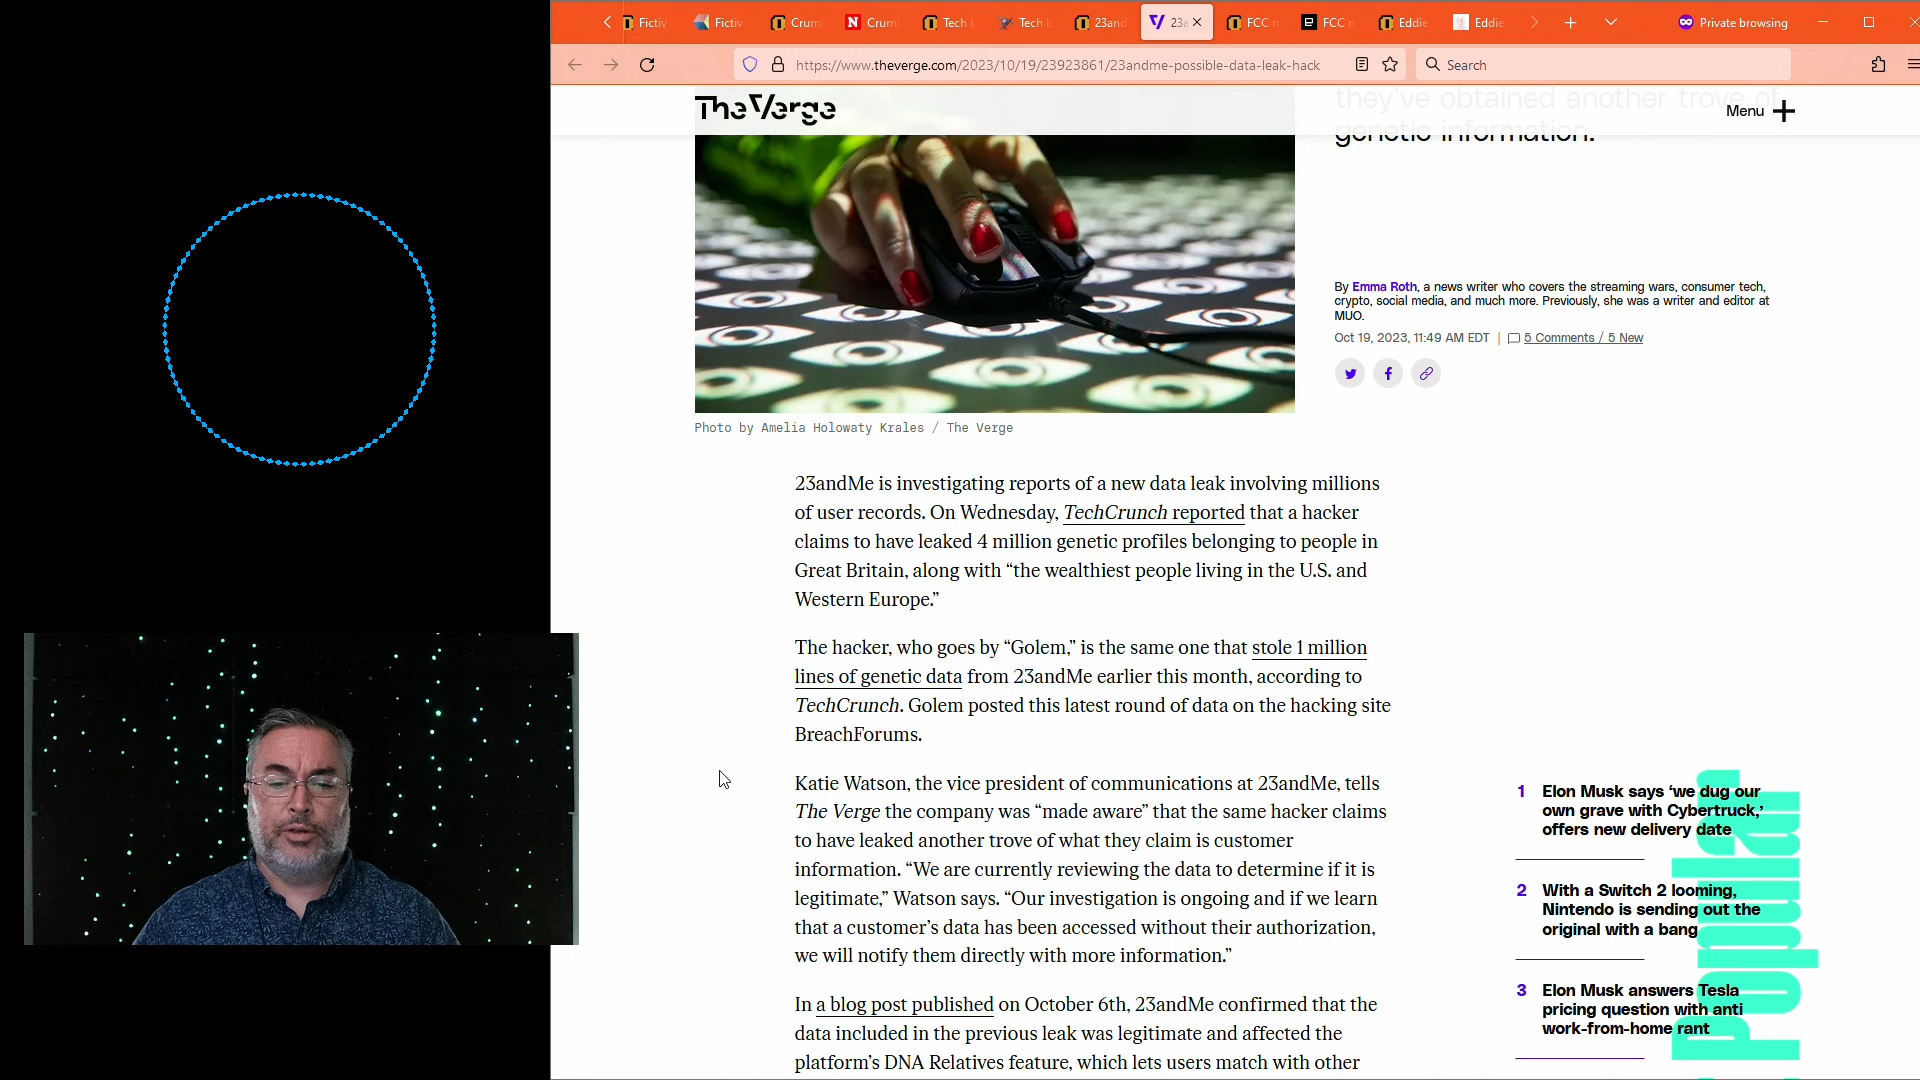 Fictiv
Fictiv
Crum
N Crum
Tech
Tech
23and
23a
FCC
FCC
Eddie
Eddie
Private browsing
https://www.theverge.com/2023/10/19/23923861/23andme-possible-data-leak-hack
Search
The Verge
Menu
they've obtained another trove of
genetic information.
By Emma Roth, a news writer who covers the streaming wars, consumer tech,
crypto, social media, and much more. Previously, she was a writer and editor at
MUO.
Oct 19, 2023, 11:49 AM EDT | 5 Comments / 5 New
Photo by Amelia Holowaty Krales / The Verge
23andMe is investigating reports of a new data leak involving millions
of user records. On Wednesday, TechCrunch reported that a hacker
claims to have leaked 4 million genetic profiles belonging to people in
Great Britain, along with “the wealthiest people living in the U.S. and
Western Europe.”
The hacker, who goes by “Golem,” is the same one that stole 1 million
lines of genetic data from 23andMe earlier this month, according to
TechCrunch. Golem posted this latest round of data on the hacking site
BreachForums.
Katie Watson, the vice president of communications at 23andMe, tells
The Verge the company was “made aware” that the same hacker claims
to have leaked another trove of what they claim is customer
information. “We are currently reviewing the data to determine if it is
legitimate,” Watson says. “Our investigation is ongoing and if we learn
that a customer’s data has been accessed without their authorization,
we will notify them directly with more information.”
In a blog post published on October 6th, 23andMe confirmed that the
data included in the previous leak was legitimate and affected the
platform’s DNA Relatives feature, which lets users match with other
1 Elon Musk says ‘we dug our
own grave with Cybertruck,’
offers new delivery date
2 With a Switch 2 looming,
Nintendo is sending out the
original with a bang
3 Elon Musk answers Tesla
pricing question with anti
work-from-home rant
Popular